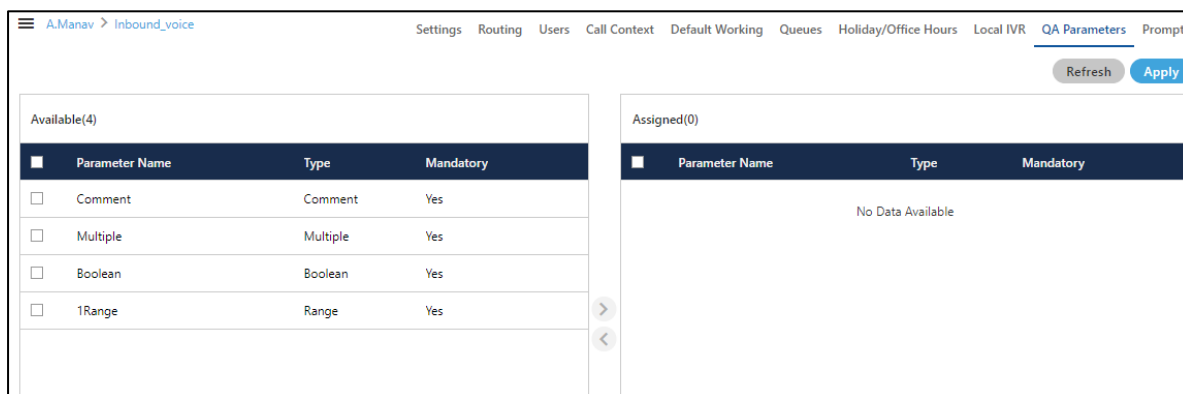 A.Manav > Inbound_voice
Settings Routing Users Call Context Default Working Queues Holiday/Office Hours Local IVR QA Parameters Prompt
Refresh Apply
Available(4)
Parameter Name Type Mandatory
Comment Comment Yes
Multiple Multiple Yes
Boolean Boolean Yes
1Range Range Yes
Assigned(0)
Parameter Name Type Mandatory
No Data Available